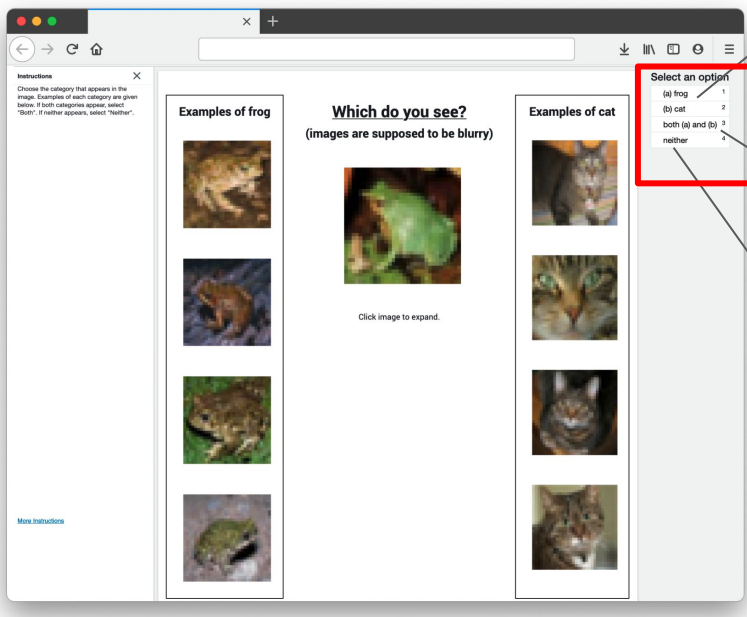 Instructions
Choose the category that appears in the
image. Examples of each category are given
below. If both categories appear, select
"Both". If neither appears, select "Neither".
More Instructions
Examples of frog
Which do you see?
(images are supposed to be blurry)
Click image to expand.
Examples of cat
Select an option
(a) frog 1
(b) cat 2
both (a) and (b) 3
neither 4